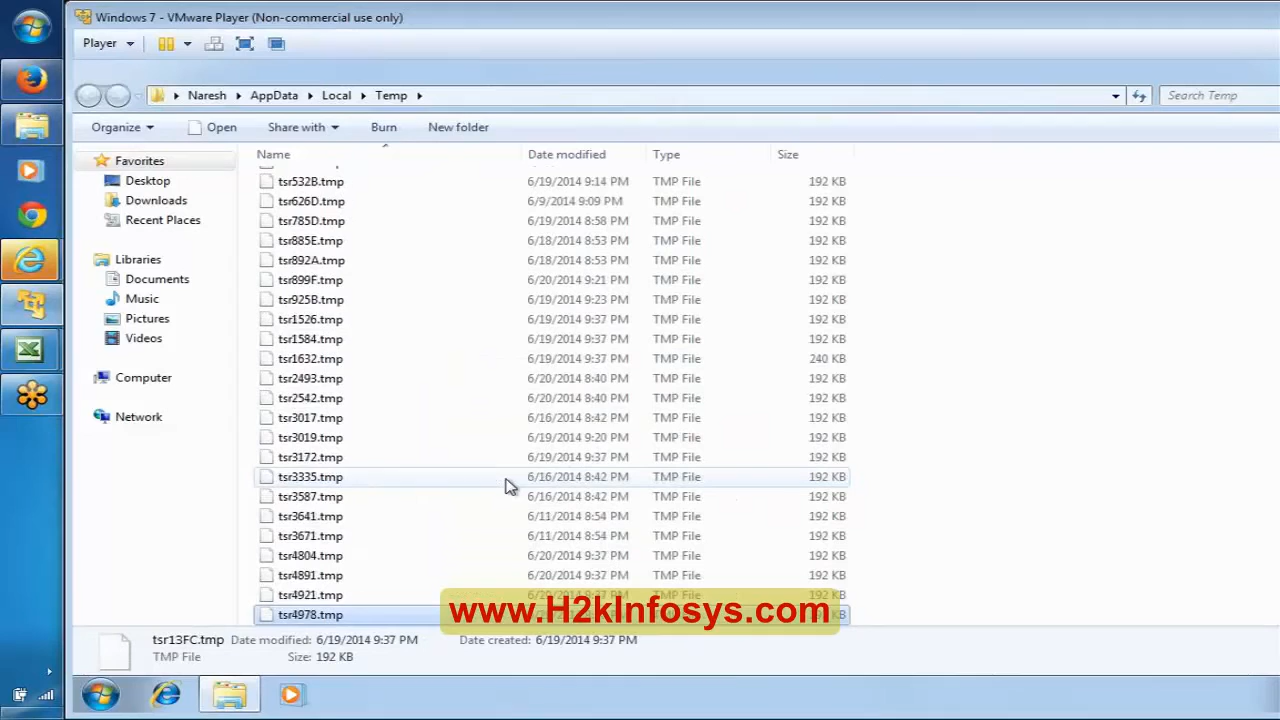 Windows 7 - VMware Player (Non-commercial use only)
Player
Naresh AppData Local Temp Search Temp
Organize Open Share with Burn New folder
Favorites
Desktop
Downloads
Recent Places
Libraries
Documents
Music
Pictures
Videos
Computer
Network
Name Date modified Type Size
tsr532B.tmp 6/19/2014 9:14 PM TMP File 192 KB
tsr626D.tmp 6/9/2014 9:09 PM TMP File 192 KB
tsr785D.tmp 6/19/2014 8:58 PM TMP File 192 KB
tsr885E.tmp 6/18/2014 8:53 PM TMP File 192 KB
tsr892A.tmp 6/18/2014 8:53 PM TMP File 192 KB
tsr899F.tmp 6/20/2014 9:21 PM TMP File 192 KB
tsr925B.tmp 6/19/2014 9:23 PM TMP File 192 KB
tsr1526.tmp 6/19/2014 9:37 PM TMP File 192 KB
tsr1584.tmp 6/19/2014 9:37 PM TMP File 192 KB
tsr1632.tmp 6/19/2014 9:37 PM TMP File 240 KB
tsr2493.tmp 6/20/2014 8:40 PM TMP File 192 KB
tsr2542.tmp 6/20/2014 8:40 PM TMP File 192 KB
tsr3017.tmp 6/16/2014 8:42 PM TMP File 192 KB
tsr3019.tmp 6/19/2014 9:20 PM TMP File 192 KB
tsr3172.tmp 6/19/2014 9:37 PM TMP File 192 KB
tsr3335.tmp 6/16/2014 8:42 PM TMP File 192 KB
tsr3587.tmp 6/16/2014 8:42 PM TMP File 192 KB
tsr3641.tmp 6/11/2014 8:54 PM TMP File 192 KB
tsr3671.tmp 6/11/2014 8:54 PM TMP File 192 KB
tsr4804.tmp 6/20/2014 9:37 PM TMP File 192 KB
tsr4891.tmp 6/20/2014 9:37 PM TMP File 192 KB
tsr4921.tmp 6/20/2014 9:37 PM TMP File 192 KB
tsr4978.tmp 192 KB
www.H2kInfosys.com
tsr13FC.tmp Date modified: 6/19/2014 9:37 PM Date created: 6/19/2014 9:37 PM
TMP File Size: 192 KB